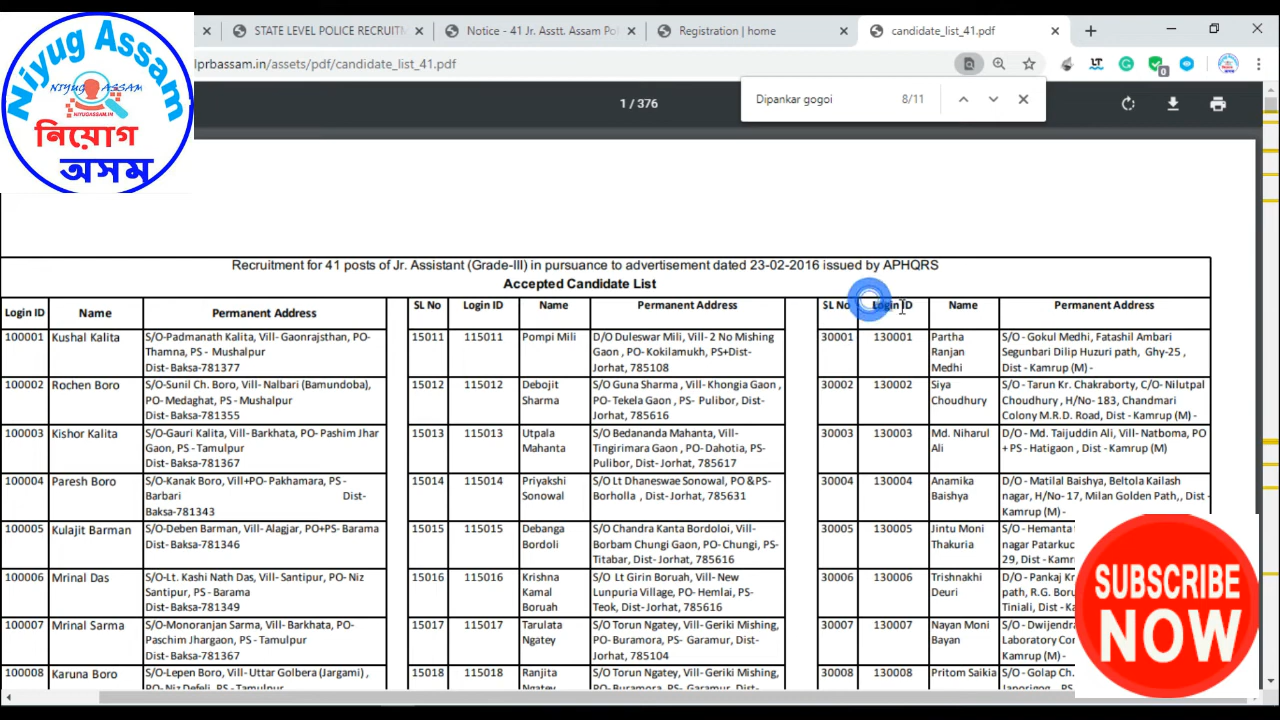 Niyug Assam
NIYUG ASSAM
NIYUGASSAM.IN
নিয়োগ
অসম
STATE LEVEL POLICE RECRUITM
Notice - 41 Jr. Asstt. Assam Pol
Registration | home
candidate_list_41.pdf
lprbassam.in/assets/pdf/candidate_list_41.pdf
LT
0
1 / 376
Dipankar gogoi 8/11
Recruitment for 41 posts of Jr. Assistant (Grade-III) in pursuance to advertisement dated 23-02-2016 issued by APHQRS
Accepted Candidate List
Login ID Name Permanent Address SL No Login ID Name Permanent Address SL No Login ID Name Permanent Address
100001 Kushal Kalita S/O-Padmanath Kalita, Vill- Gaonrajsthan, PO-
Thamna, PS - Mushalpur
Dist- Baksa-781377
15011 115011 Pompi Mili D/O Duleswar Mili, Vill- 2 No Mishing
Gaon , PO- Kokilamukh, PS+Dist-
Jorhat, 785108
30001 130001 Partha
Ranjan
Medhi
S/O - Gokul Medhi, Fatashil Ambari
Segunbari Dilip Huzuri path, Ghy-25 ,
Dist - Kamrup (M) -
100002 Rochen Boro S/O-Sunil Ch. Boro, Vill- Nalbari (Bamundoba),
PO-Medaghat, PS - Mushalpur
Dist- Baksa-781355
15012 115012 Debojit
Sharma
S/O Guna Sharma , Vill- Khongia Gaon ,
PO- Tekela Gaon , PS- Pulibor, Dist-
Jorhat, 785616
30002 130002 Siya
Choudhury
S/O - Tarun Kr. Chakraborty, C/O- Nilutpal
Choudhury , H/No- 183, Chandmari
Colony M.R.D. Road, Dist - Kamrup (M) -
100003 Kishor Kalita S/O-Gauri Kalita, Vill- Barkhata, PO- Pashim Jhar
Gaon, PS - Tamulpur
Dist- Baksa-781367
15013 115013 Utpala
Mahanta
S/O Bedananda Mahanta, Vill-
Tingirimara Gaon , PO- Dahotia, PS-
Pulibor, Dist- Jorhat, 785617
30003 130003 Md. Niharul
Ali
D/O - Md. Taijuddin Ali, Vill- Natboma, PO
+ PS - Hatigaon , Dist - Kamrup (M)
100004 Paresh Boro S/O-Kanak Boro, Vill+PO- Pakhamara, PS -
Barbari Dist-
Baksa-781343
15014 115014 Priyakshi
Sonowal
S/O Lt Dhaneswae Sonowal, PO & PS-
Borholla , Dist- Jorhat, 785631
30004 130004 Anamika
Baishya
D/O - Matilal Baishya, Beltola Kailash
nagar, H/No- 17, Milan Golden Path,, Dist -
Kamrup (M) -
100005 Kulajit Barman S/O-Deben Barman, Vill- Alagjar, PO+PS- Barama
Dist- Baksa-781346
15015 115015 Debanga
Bordoli
S/O Chandra Kanta Bordoloi, Vill-
Borbam Chungi Gaon, PO- Chungi, PS-
Titabar, Dist- Jorhat, 785616
30005 130005 Jintu Moni
Thakuria
S/O - Hemanta
nagar Patarkuc
29, Dist - Kamr
100006 Mrinal Das S/O-Lt. Kashi Nath Das, Vill- Santipur, PO- Niz
Santipur, PS - Barama
Dist- Baksa-781349
15016 115016 Krishna
Kamal
Boruah
S/O Lt Girin Boruah, Vill- New
Lunpuria Village, PO- Hemlai, PS-
Teok, Dist- Jorhat, 785616
30006 130006 Trishnakhi
Deuri
D/O - Pankaj Kr
path, R.G. Boru
Tiniali, Dist - Ka
100007 Mrinal Sarma S/O-Monoranjan Sarma, Vill- Barkhata, PO-
Paschim Jhargaon, PS - Tamulpur
Dist- Baksa-781367
15017 115017 Tarulata
Ngatey
S/O Torun Ngatey, Vill- Geriki Mishing,
PO- Buramora, PS- Garamur, Dist-
Jorhat, 785104
30007 130007 Nayan Moni
Bayan
S/O - Dwijendra
Laboratory Con
Kamrup (M) -
100008 Karuna Boro S/O-Lepen Boro, Vill- Uttar Golbera (Jargami) ,
PO- Niz Defeli, PS - Tamulpur
15018 115018 Ranjita
Ngatey
S/O Torun Ngatey, Vill- Geriki Mishing,
PO- Buramora, PS- Garamur, Dist-
30008 130008 Pritom Saikia S/O - Golap Ch.
SUBSCRIBE
NOW